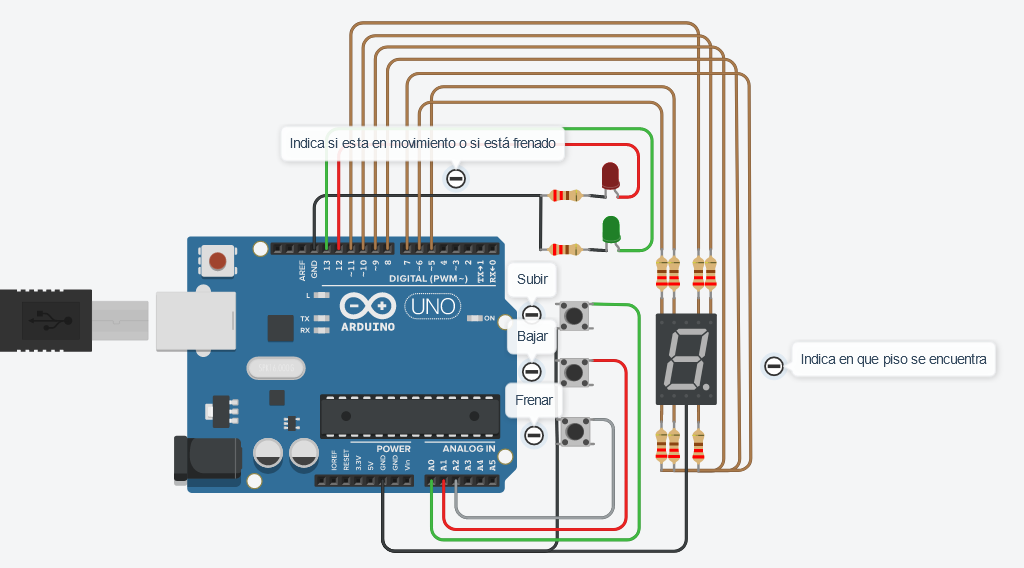 Indica si esta en movimiento o si está frenado
AREF
GND
13
12
~11
~10
~9
8
7
~6
~5
4
~3
2
TX→1
RX←0
DIGITAL (PWM~)
L
TX
RX
ARDUINO
UNO
ON
Subir
Bajar
Frenar
Indica en que piso se encuentra
POWER
ANALOG IN
IOREF
RESET
3.3V
5V
GND
GND
Vin
A0
A1
A2
A3
A4
A5